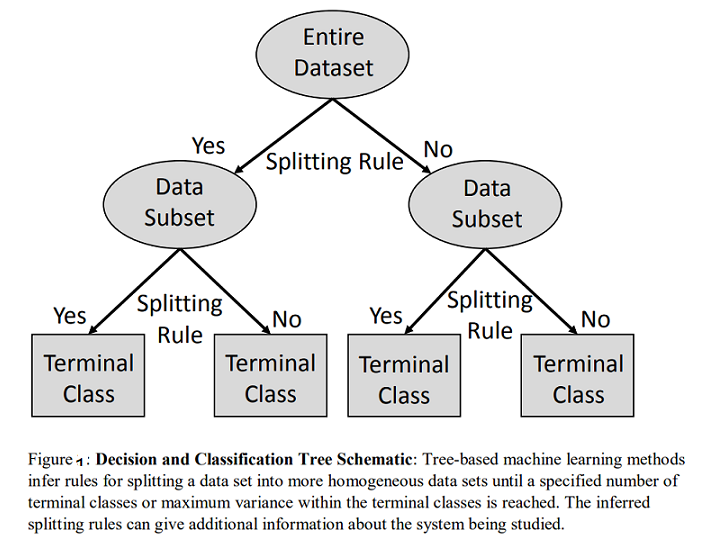 Entire
Dataset
Yes
Splitting Rule
No
Data
Subset
Data
Subset
Yes
Splitting
Rule
No
Yes
Splitting
Rule
No
Terminal
Class
Terminal
Class
Terminal
Class
Terminal
Class
Figure 1: Decision and Classification Tree Schematic: Tree-based machine learning methods
infer rules for splitting a data set into more homogeneous data sets until a specified number of
terminal classes or maximum variance within the terminal classes is reached. The inferred
splitting rules can give additional information about the system being studied.